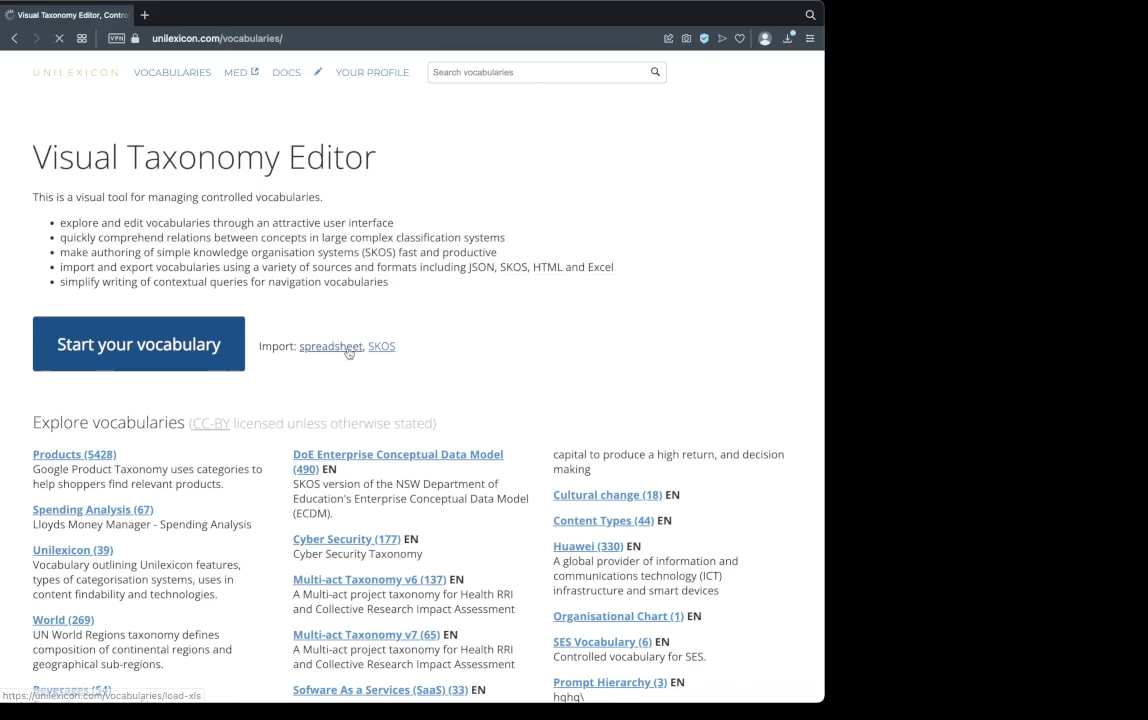 Visual Taxonomy Editor, Contro
VPN unilexicon.com/vocabularies/
UNILEXICON VOCABULARIES MED DOCS YOUR PROFILE Search vocabularies
Visual Taxonomy Editor
This is a visual tool for managing controlled vocabularies.
• explore and edit vocabularies through an attractive user interface
• quickly comprehend relations between concepts in large complex classification systems
• make authoring of simple knowledge organisation systems (SKOS) fast and productive
• import and export vocabularies using a variety of sources and formats including JSON, SKOS, HTML and Excel
• simplify writing of contextual queries for navigation vocabularies
Start your vocabulary
Import: spreadsheet, SKOS
Explore vocabularies (CC-BY licensed unless otherwise stated)
Products (5428)
Google Product Taxonomy uses categories to
help shoppers find relevant products.
Spending Analysis (67)
Lloyds Money Manager - Spending Analysis
Unilexicon (39)
Vocabulary outlining Unilexicon features,
types of categorisation systems, uses in
content findability and technologies.
World (269)
UN World Regions taxonomy defines
composition of continental regions and
geographical sub-regions.
Beverages (54)
DoE Enterprise Conceptual Data Model
(490) EN
SKOS version of the NSW Department of
Education's Enterprise Conceptual Data Model
(ECDM).
Cyber Security (177) EN
Cyber Security Taxonomy
Multi-act Taxonomy v6 (137) EN
A Multi-act project taxonomy for Health RRI
and Collective Research Impact Assessment
Multi-act Taxonomy v7 (65) EN
A Multi-act project taxonomy for Health RRI
and Collective Research Impact Assessment
Sofware As a Services (SaaS) (33) EN
capital to produce a high return, and decision
making
Cultural change (18) EN
Content Types (44) EN
Huawei (330) EN
A global provider of information and
communications technology (ICT)
infrastructure and smart devices
Organisational Chart (1) EN
SES Vocabulary (6) EN
Controlled vocabulary for SES.
Prompt Hierarchy (3) EN
hqhq\
https://unilexicon.com/vocabularies/load-xls